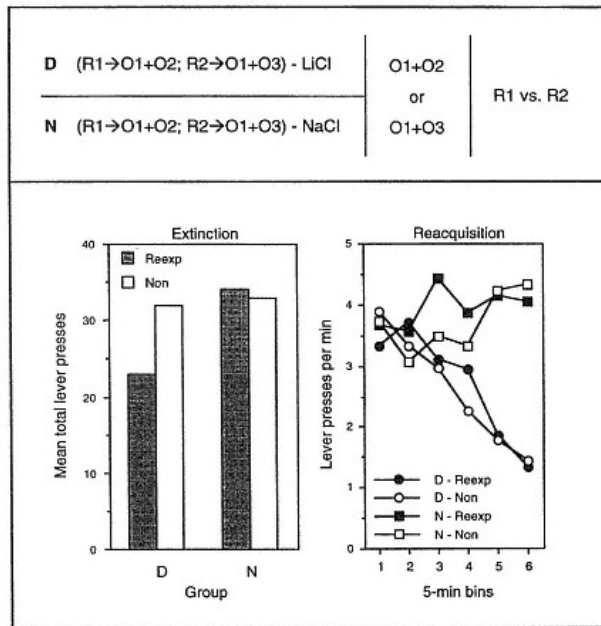 D (R1→O1+O2; R2→O1+O3) - LiCl
N (R1→O1+O2; R2→O1+O3) - NaCl
O1+O2
or
O1+O3
R1 vs. R2
Extinction
Mean total lever presses
40
30
20
10
0
Reexp
Non
D
N
Group
Reacquisition
Lever presses per min
5
4
3
2
1
0
D - Reexp
D - Non
N - Reexp
N - Non
1 2 3 4 5 6
5-min bins